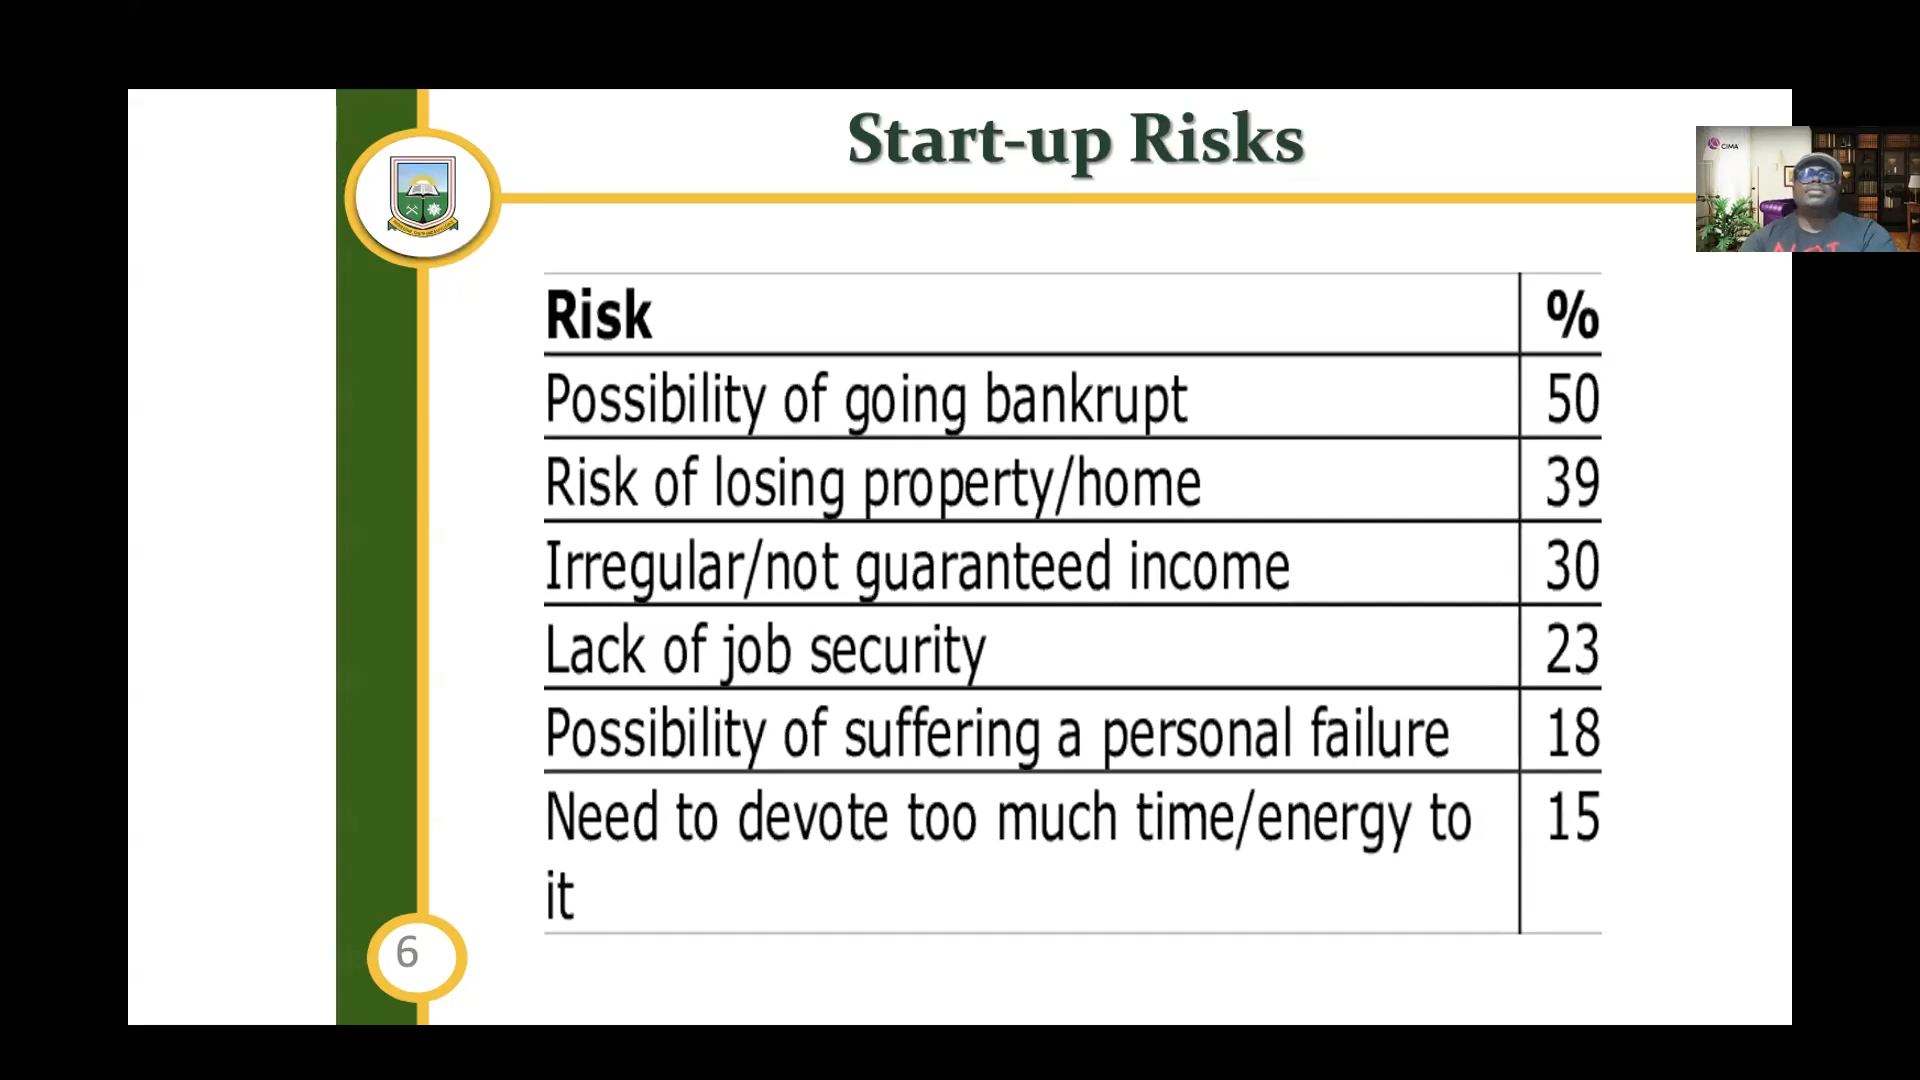 Start-up Risks
CIMA
Risk %
Possibility of going bankrupt 50
Risk of losing property/home 39
Irregular/not guaranteed income 30
Lack of job security 23
Possibility of suffering a personal failure 18
Need to devote too much time/energy to 15
it
6